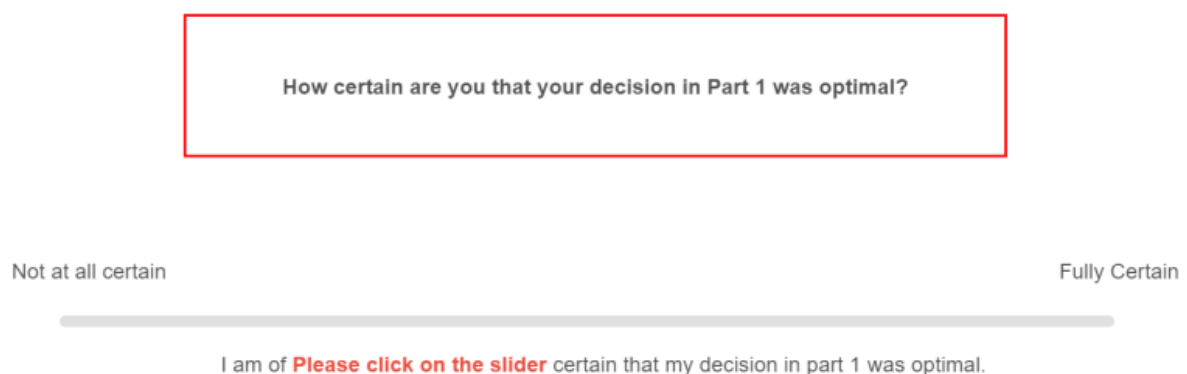 How certain are you that your decision in Part 1 was optimal?
Not at all certain
Fully Certain
I am of Please click on the slider certain that my decision in part 1 was optimal.